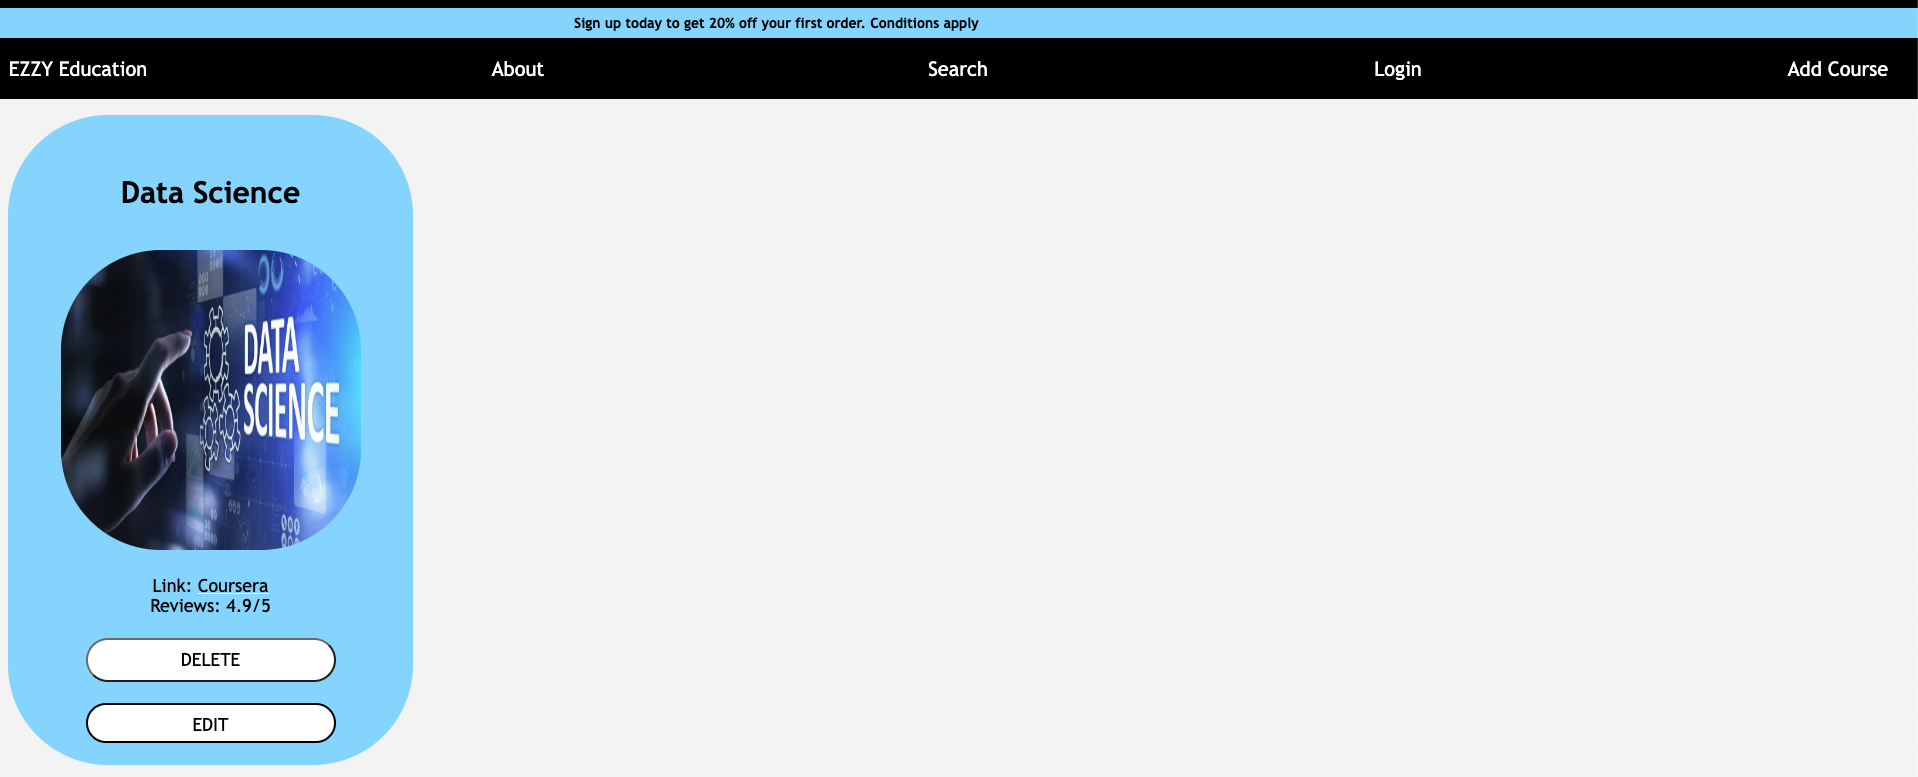 Sign up today to get 20% off your first order. Conditions apply
EZZY Education About Search Login Add Course
Data Science
DATA
SCIENCE
Link: Coursera
Reviews: 4.9/5
DELETE
EDIT